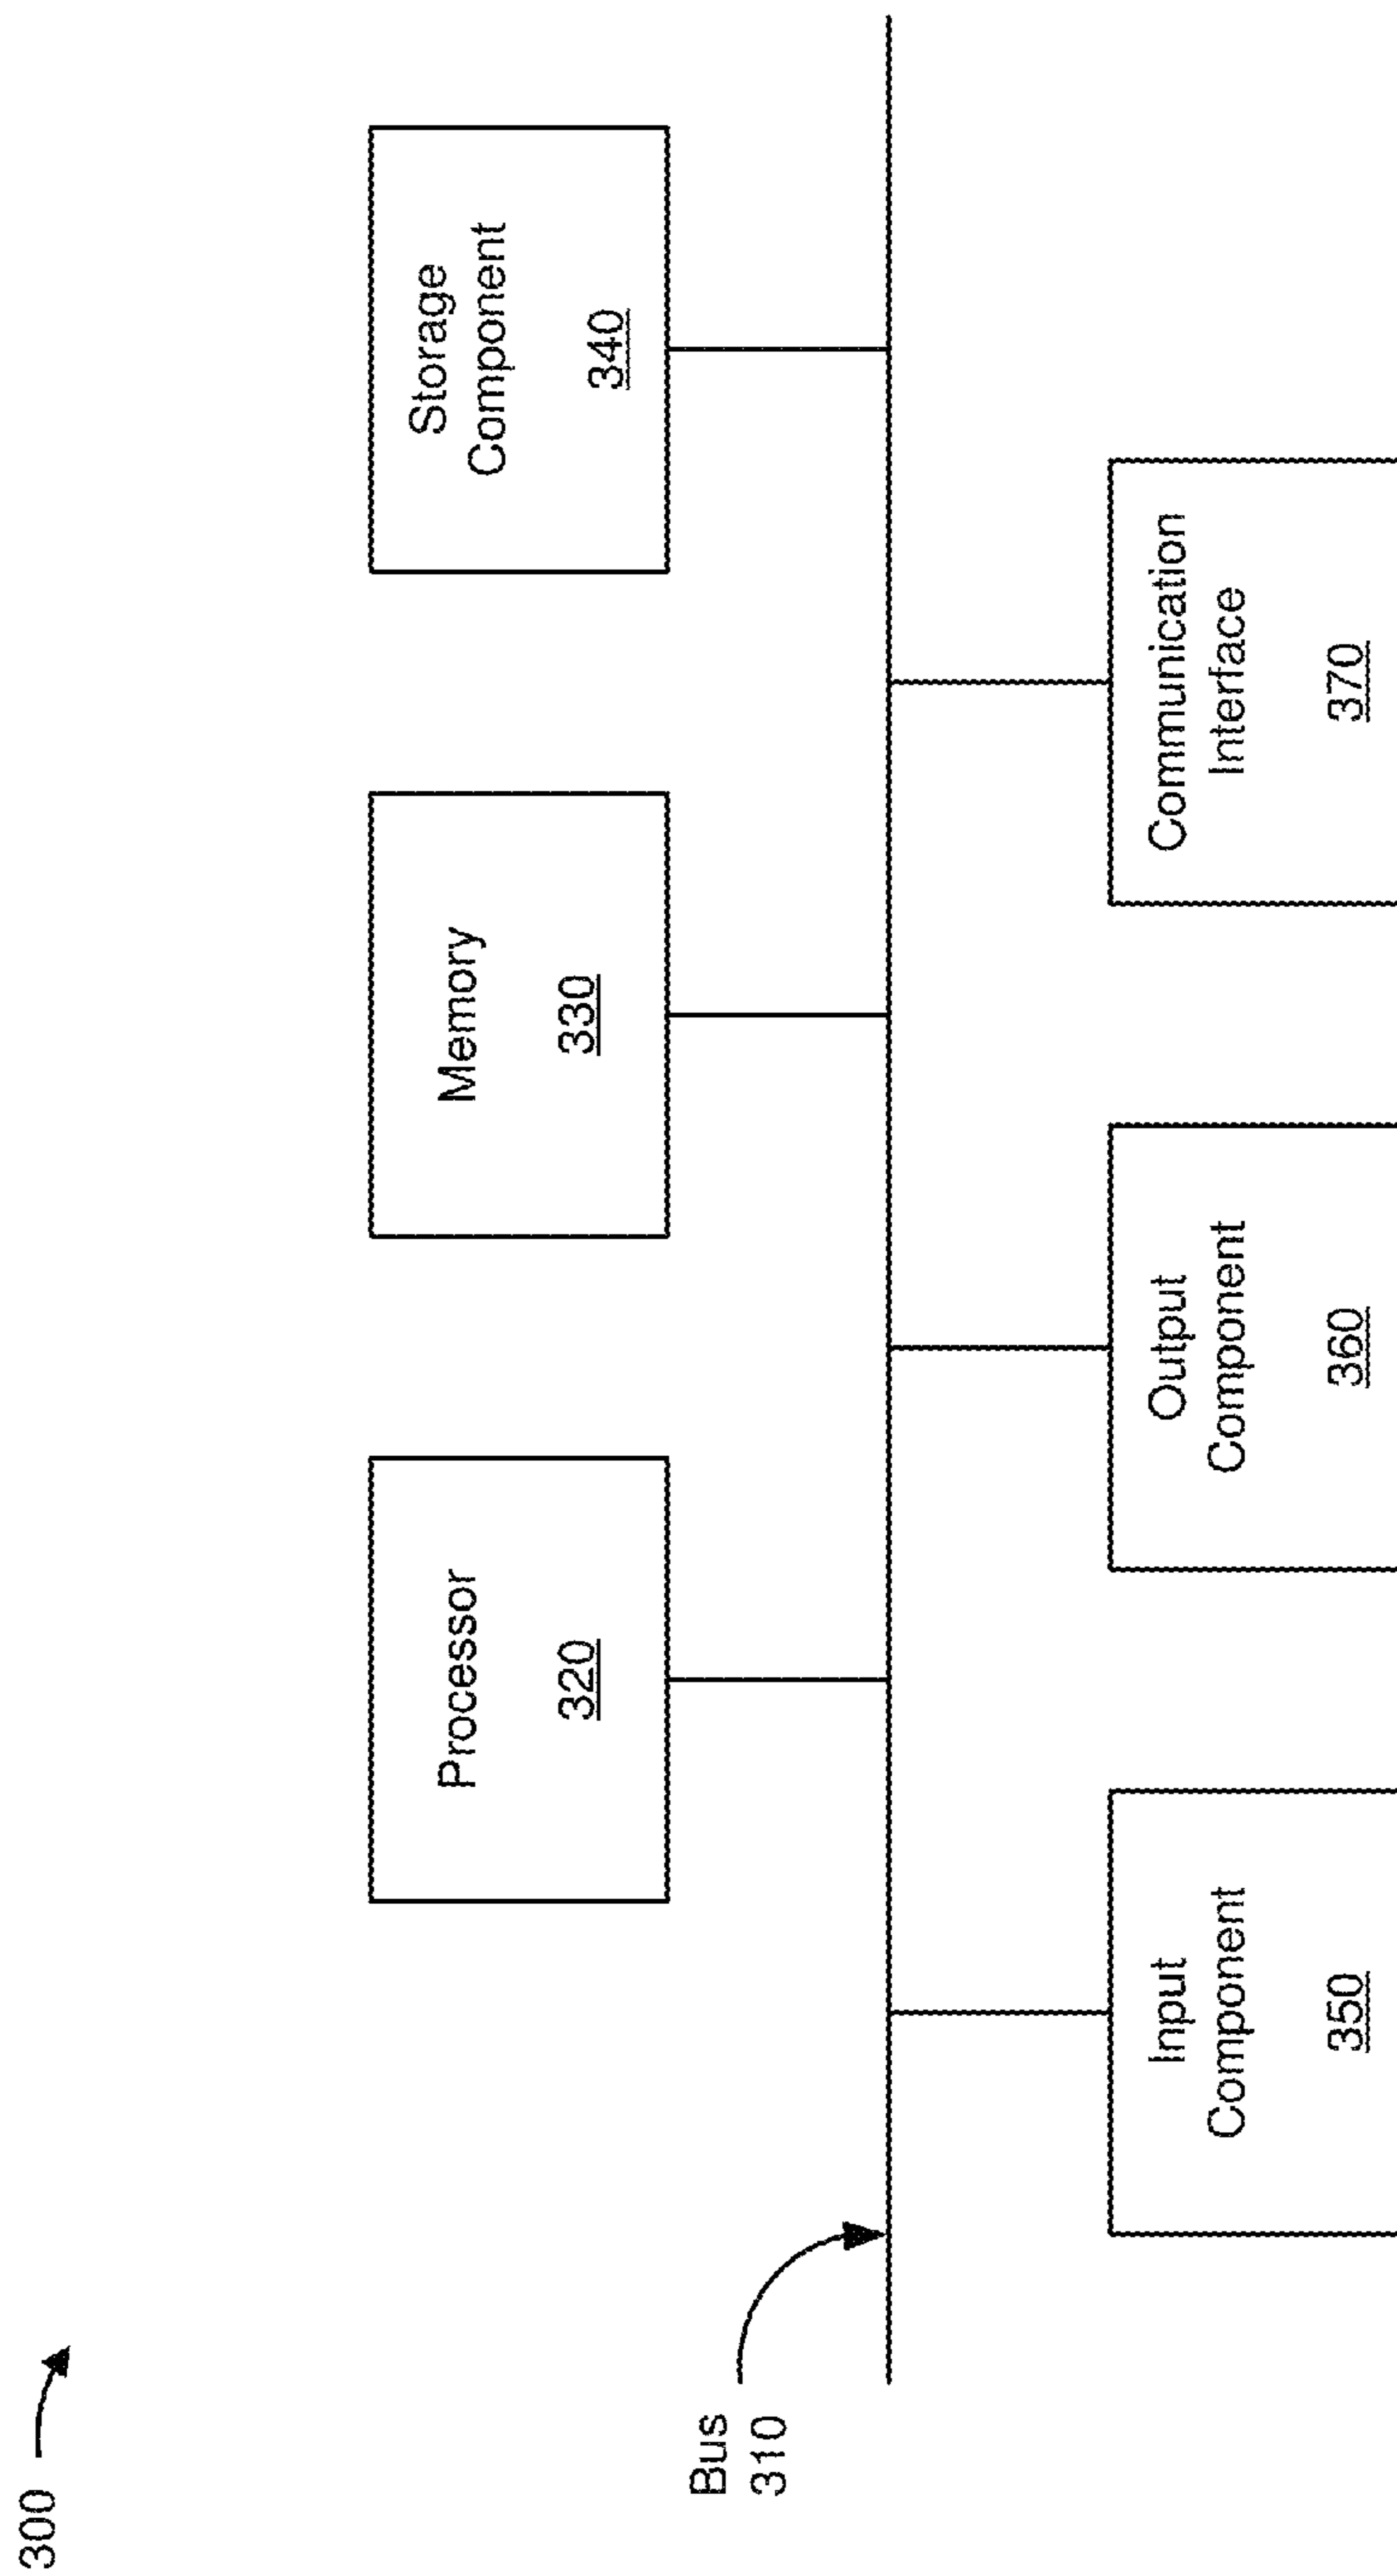 300
Bus
310
Processor
320
Memory
330
Storage
Component
340
Input
Component
350
Output
Component
360
Communication
Interface
370